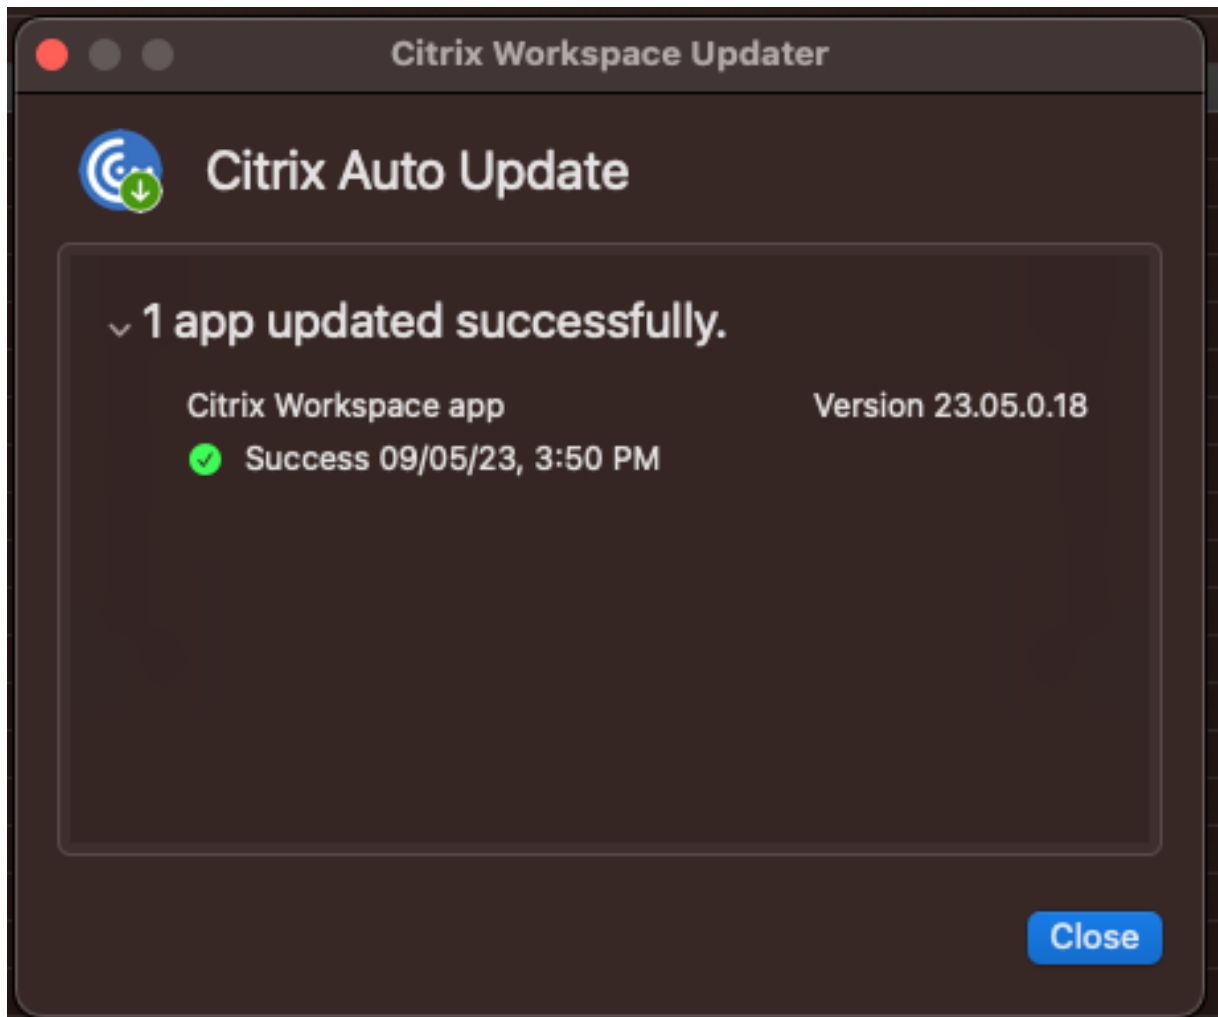 Citrix Workspace Updater
Citrix Auto Update
1 app updated successfully.
Citrix Workspace app Version 23.05.0.18
Success 09/05/23, 3:50 PM
Close